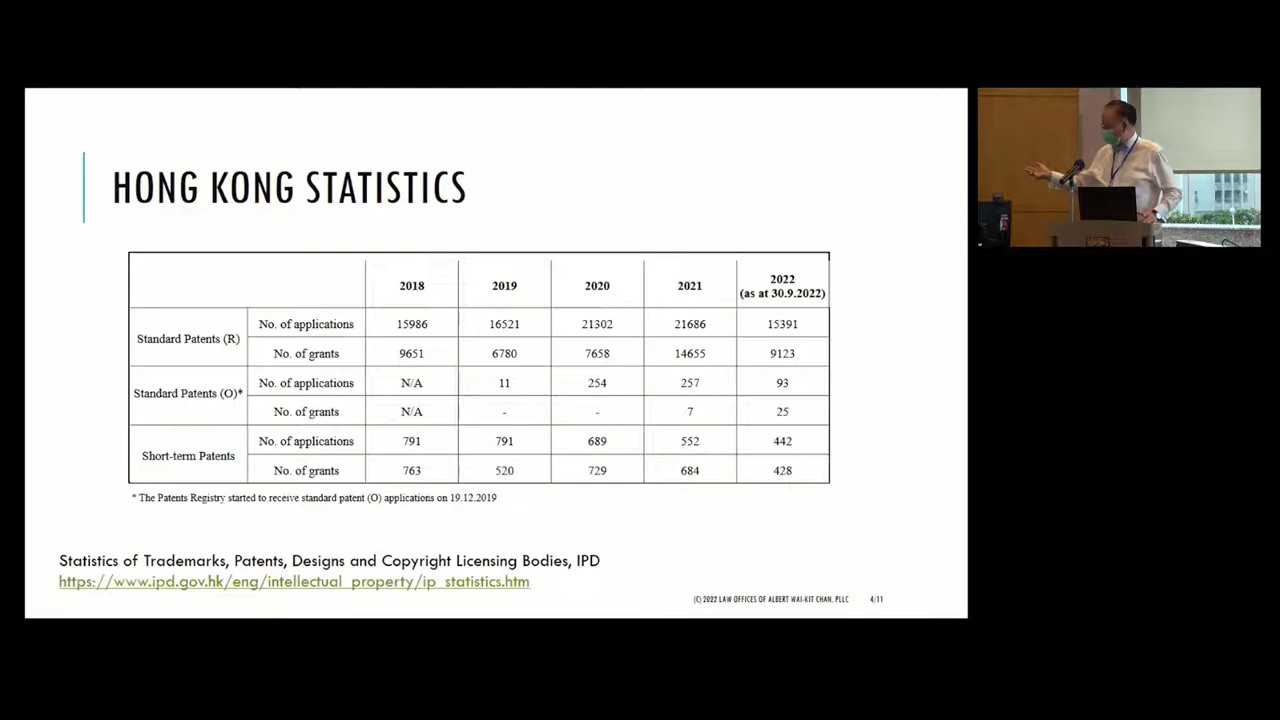 HONG KONG STATISTICS
2018 2019 2020 2021 2022 (as at 30.9.2022)
Standard Patents (R) No. of applications 15986 16521 21302 21686 15391
No. of grants 9651 6780 7658 14655 9123
Standard Patents (O)* No. of applications N/A 11 254 257 93
No. of grants N/A - - 7 25
Short-term Patents No. of applications 791 791 689 552 442
No. of grants 763 520 729 684 428
* The Patents Registry started to receive standard patent (O) applications on 19.12.2019
Statistics of Trademarks, Patents, Designs and Copyright Licensing Bodies, IPD
https://www.ipd.gov.hk/eng/intellectual_property/ip_statistics.htm
(C) 2022 LAW OFFICES OF ALBERT WAI-KIT CHAN, PLLC 4/11